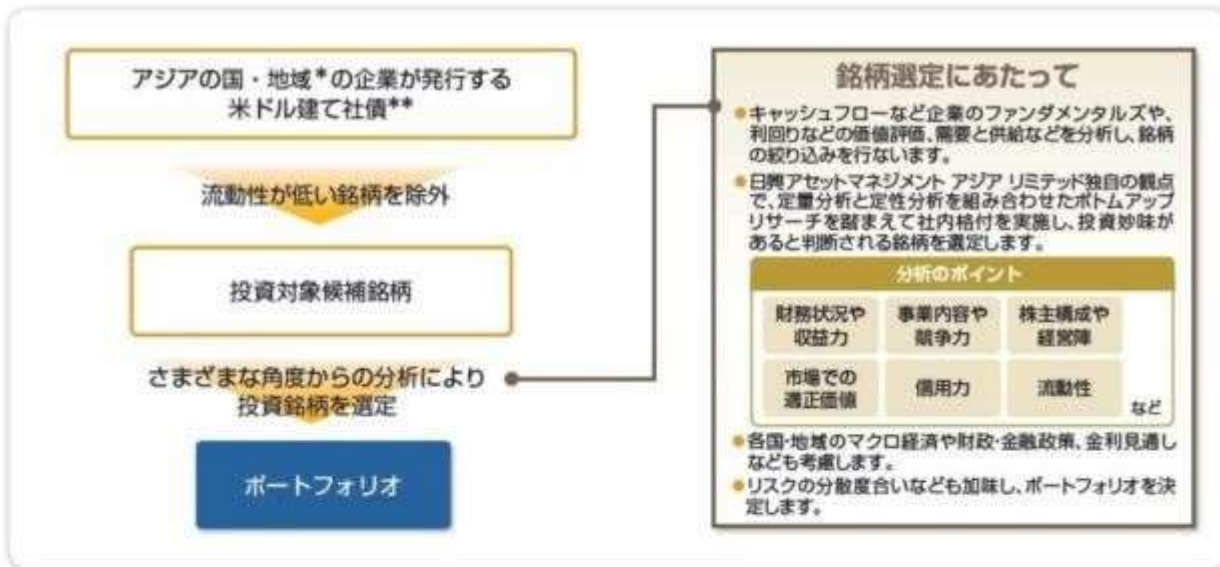 アジアの国・地域*の企業が発行する
米ドル建て社債**
流動性が低い銘柄を除外
投資対象候補銘柄
さまざまな角度からの分析により
投資銘柄を選定
ポートフォリオ
銘柄選定にあたって
●キャッシュフローなど企業のファンダメンタルズや、
利回りなどの価値評価、需要と供給などを分析し、銘柄
の絞り込みを行ないます。
●日興アセットマネジメント アジア リミテッド独自の観点
で、定量分析と定性分析を組み合わせたボトムアップ
リサーチを踏まえて社内格付を実施し、投資妙味が
あると判断される銘柄を選定します。
分析のポイント
財務状況や
収益力
事業内容や
競争力
株主構成や
経営陣
市場での
適正価値
信用力
流動性
など
●各国・地域のマクロ経済や財政・金融政策、金利見通し
なども考慮します。
●リスクの分散度合いなども加味し、ポートフォリオを決
定します。